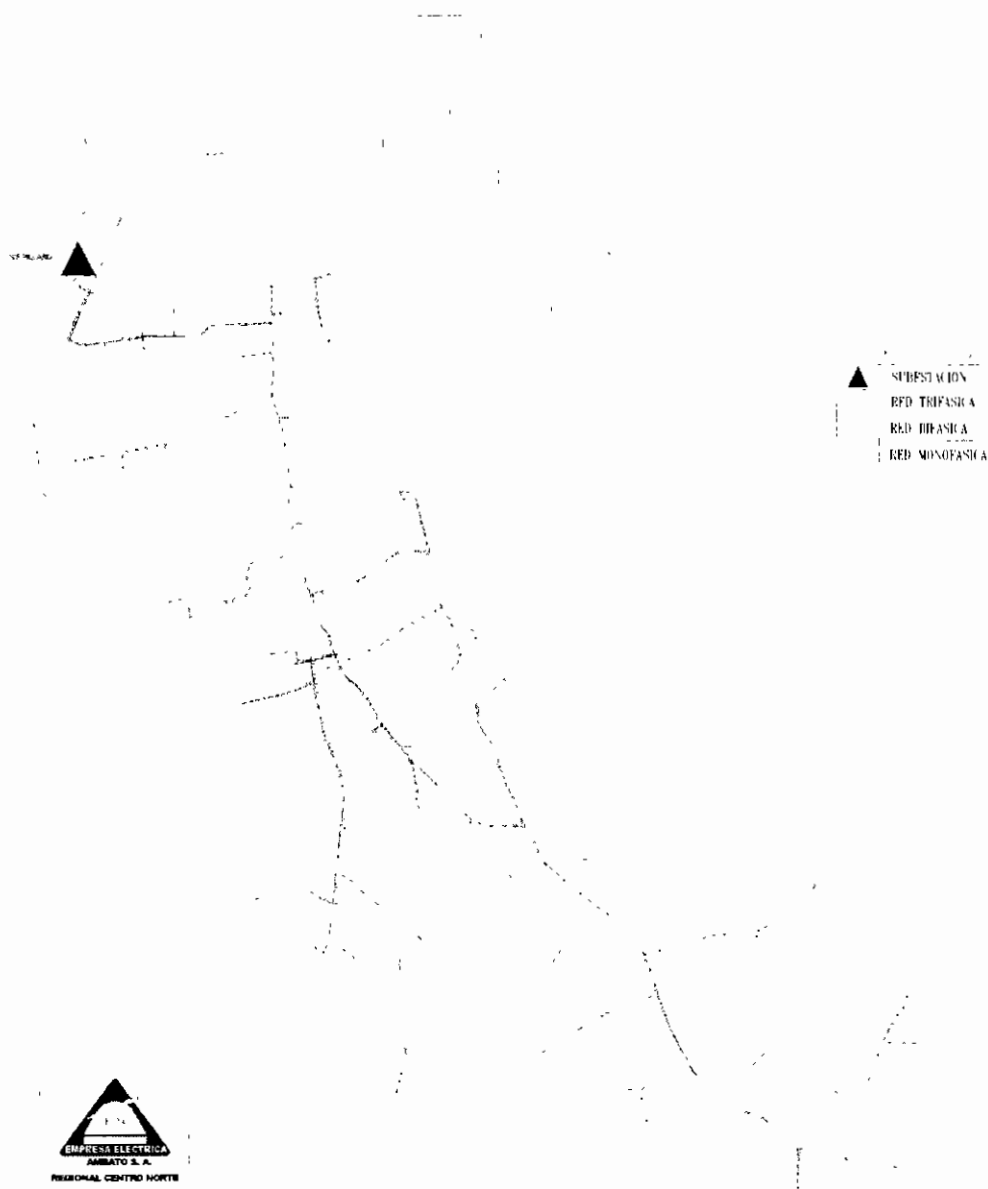 SUBESTACION
RED TRIFASICA
RED BIFASICA
RED MONOFASICA
EMPRESA ELECTRICA
AMBATO S. A.
REGIONAL CENTRO NORTE